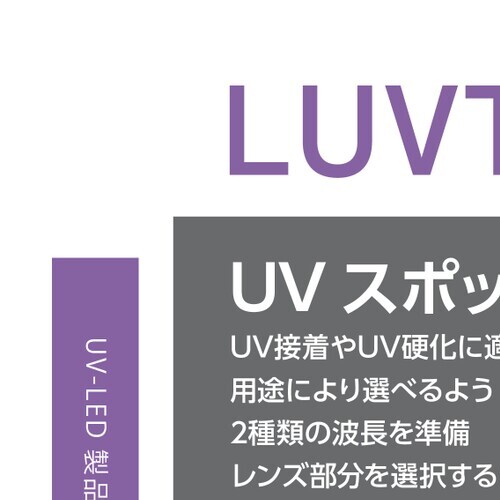 LUVT
UV スポッ
UV接着やUV硬化に適
用途により選べるよう
2種類の波長を準備
レンズ部分を選択する
UV-LED 製品